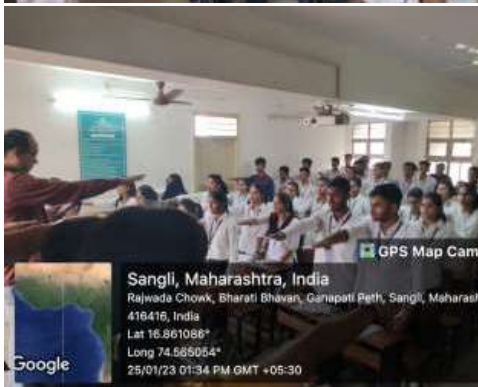 GPS Map Cam
Sangli, Maharashtra, India
Rajwada Chowk, Bharati Bhavan, Ganapati Peth, Sangli, Maharash
416416, India
Lat 16.861086°
Long 74.565054°
25/01/23 01:34 PM GMT +05:30
Google